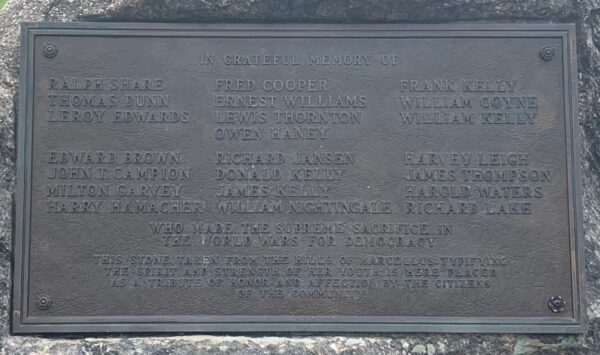 IN GRATEFUL MEMORY OF
RALPH SHARE FRED COOPER FRANK KELLY
THOMAS DUNN ERNEST WILLIAMS WILLIAM COYNE
LEROY EDWARDS LEWIS THORNTON WILLIAM KELLY
OWEN HANEY
EDWARD BROWN RICHARD JANSEN HARVEY LEIGH
JOHN T. CAMPION DONALD KELLY JAMES THOMPSON
MILTON GARVEY JAMES KELLY HAROLD WATERS
HARRY HAMACHER WILLIAM NIGHTINGALE RICHARD LAKE
WHO MADE THE SUPREME SACRIFICE IN
THE WORLD WARS FOR DEMOCRACY.
THIS STONE, TAKEN FROM THE HILLS OF MARCELLUS, TYPIFYING
THE SPIRIT AND STRENGTH OF HER YOUTH, IS HERE PLACED
AS A TRIBUTE OF HONOR AND AFFECTION BY THE CITIZENS
OF THE COMMUNITY